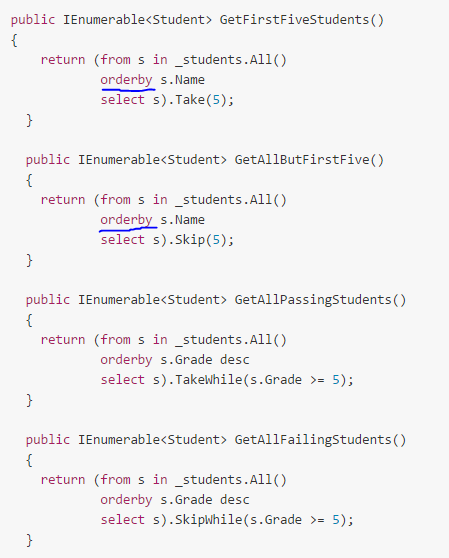 public IEnumerable<Student> GetFirstFiveStudents()
{
return (from s in _students.All()
orderby s.Name
select s).Take(5);
}
public IEnumerable<Student> GetAllButFirstFive()
{
return (from s in _students.All()
orderby s.Name
select s).Skip(5);
}
public IEnumerable<Student> GetAllPassingStudents()
{
return (from s in _students.All()
orderby s.Grade desc
select s).TakeWhile(s.Grade >= 5);
}
public IEnumerable<Student> GetAllFailingStudents()
{
return (from s in _students.All()
orderby s.Grade desc
select s).SkipWhile(s.Grade >= 5);
}